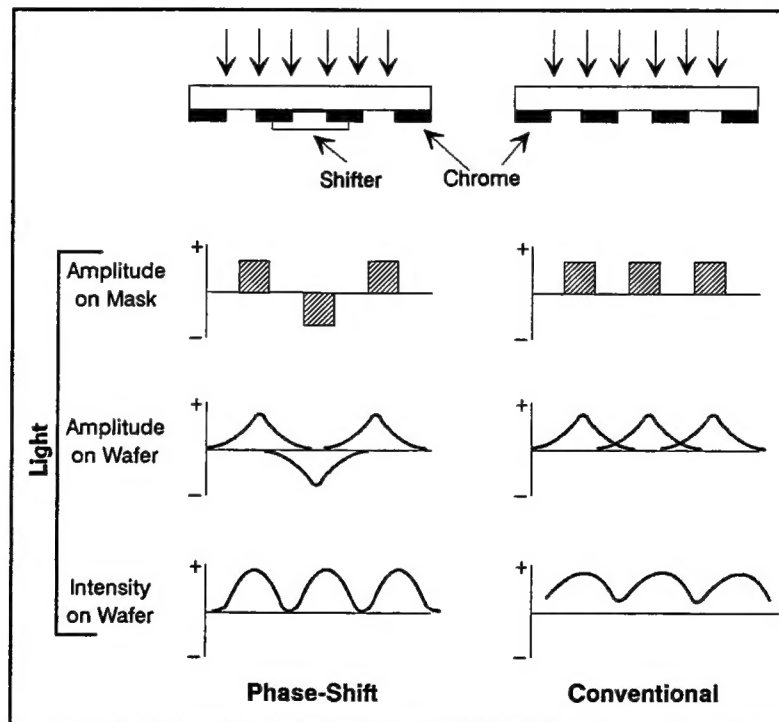 Shifter
Chrome
Light
Amplitude
on Mask
+
−
+
−
Amplitude
on Wafer
+
−
+
−
Intensity
on Wafer
+
−
+
−
Phase-Shift
Conventional